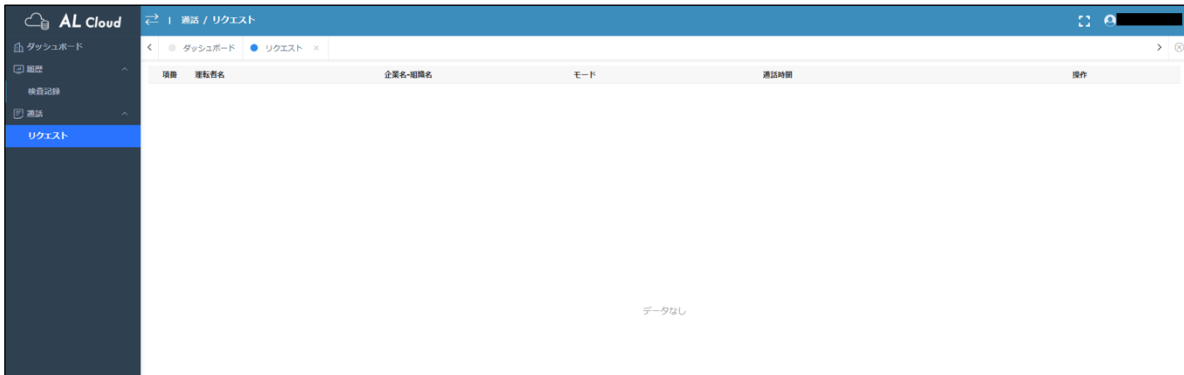 AL Cloud
通話 / リクエスト
ダッシュボード
履歴
検査記録
通話
リクエスト
ダッシュボード
リクエスト
項番 運転者名 企業名-組織名 モード 通話時間 操作
データなし